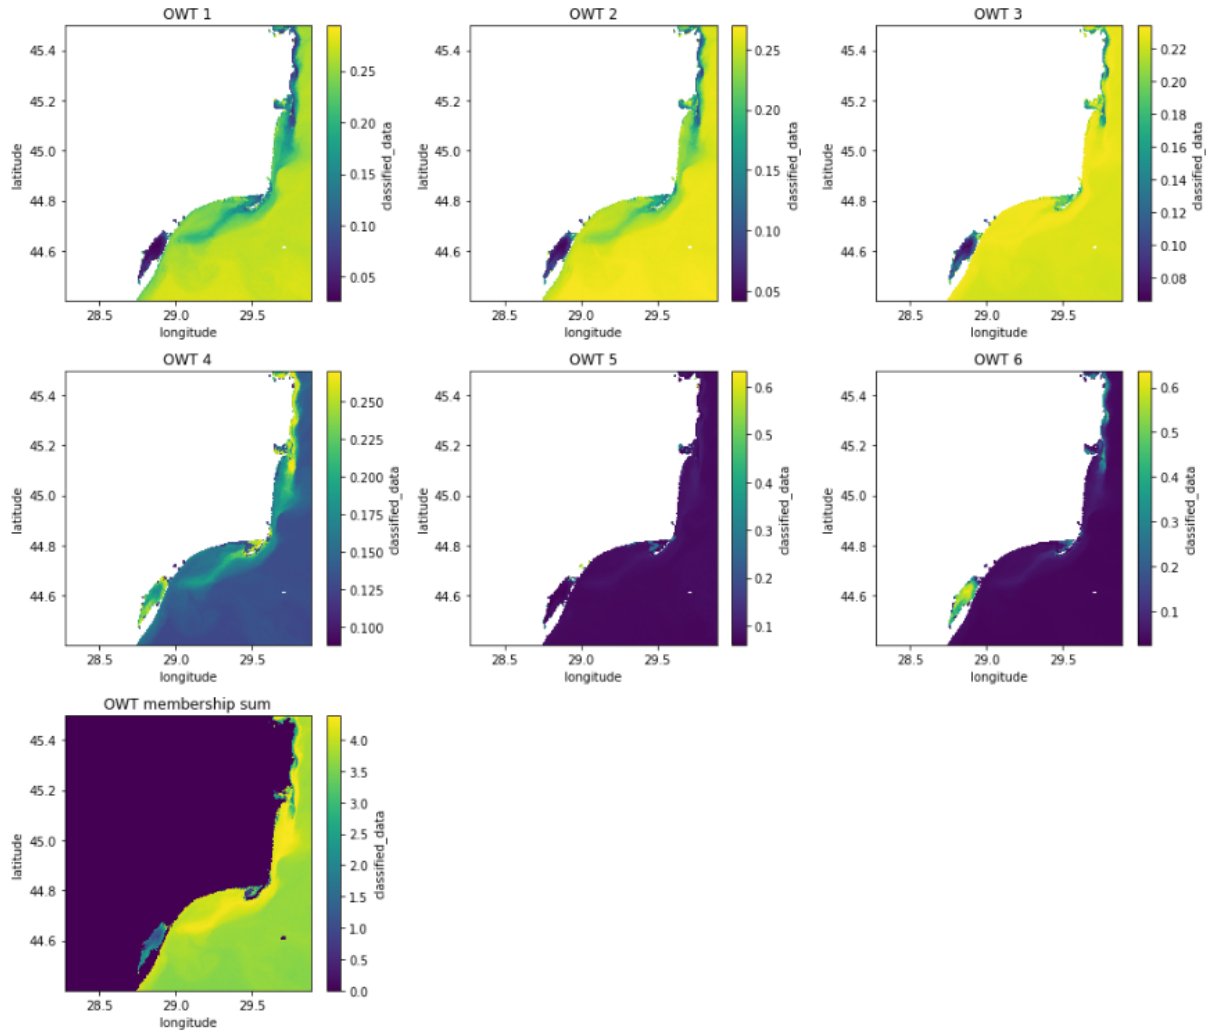 OWT 1
OWT 2
OWT 3
45.4
45.2
45.0
44.8
44.6
latitude
28.5 29.0 29.5
longitude
0.25
0.20
0.15
0.10
0.05
classified_data
45.4
45.2
45.0
44.8
44.6
latitude
28.5 29.0 29.5
longitude
0.25
0.20
0.15
0.10
0.05
classified_data
45.4
45.2
45.0
44.8
44.6
latitude
28.5 29.0 29.5
longitude
0.22
0.20
0.18
0.16
0.14
0.12
0.10
0.08
classified_data
OWT 4
OWT 5
OWT 6
45.4
45.2
45.0
44.8
44.6
latitude
28.5 29.0 29.5
longitude
0.250
0.225
0.200
0.175
0.150
0.125
0.100
classified_data
45.4
45.2
45.0
44.8
44.6
latitude
28.5 29.0 29.5
longitude
0.6
0.5
0.4
0.3
0.2
0.1
classified_data
45.4
45.2
45.0
44.8
44.6
latitude
28.5 29.0 29.5
longitude
0.6
0.5
0.4
0.3
0.2
0.1
classified_data
OWT membership sum
45.4
45.2
45.0
44.8
44.6
latitude
28.5 29.0 29.5
longitude
4.0
3.5
3.0
2.5
2.0
1.5
1.0
0.5
0.0
classified_data